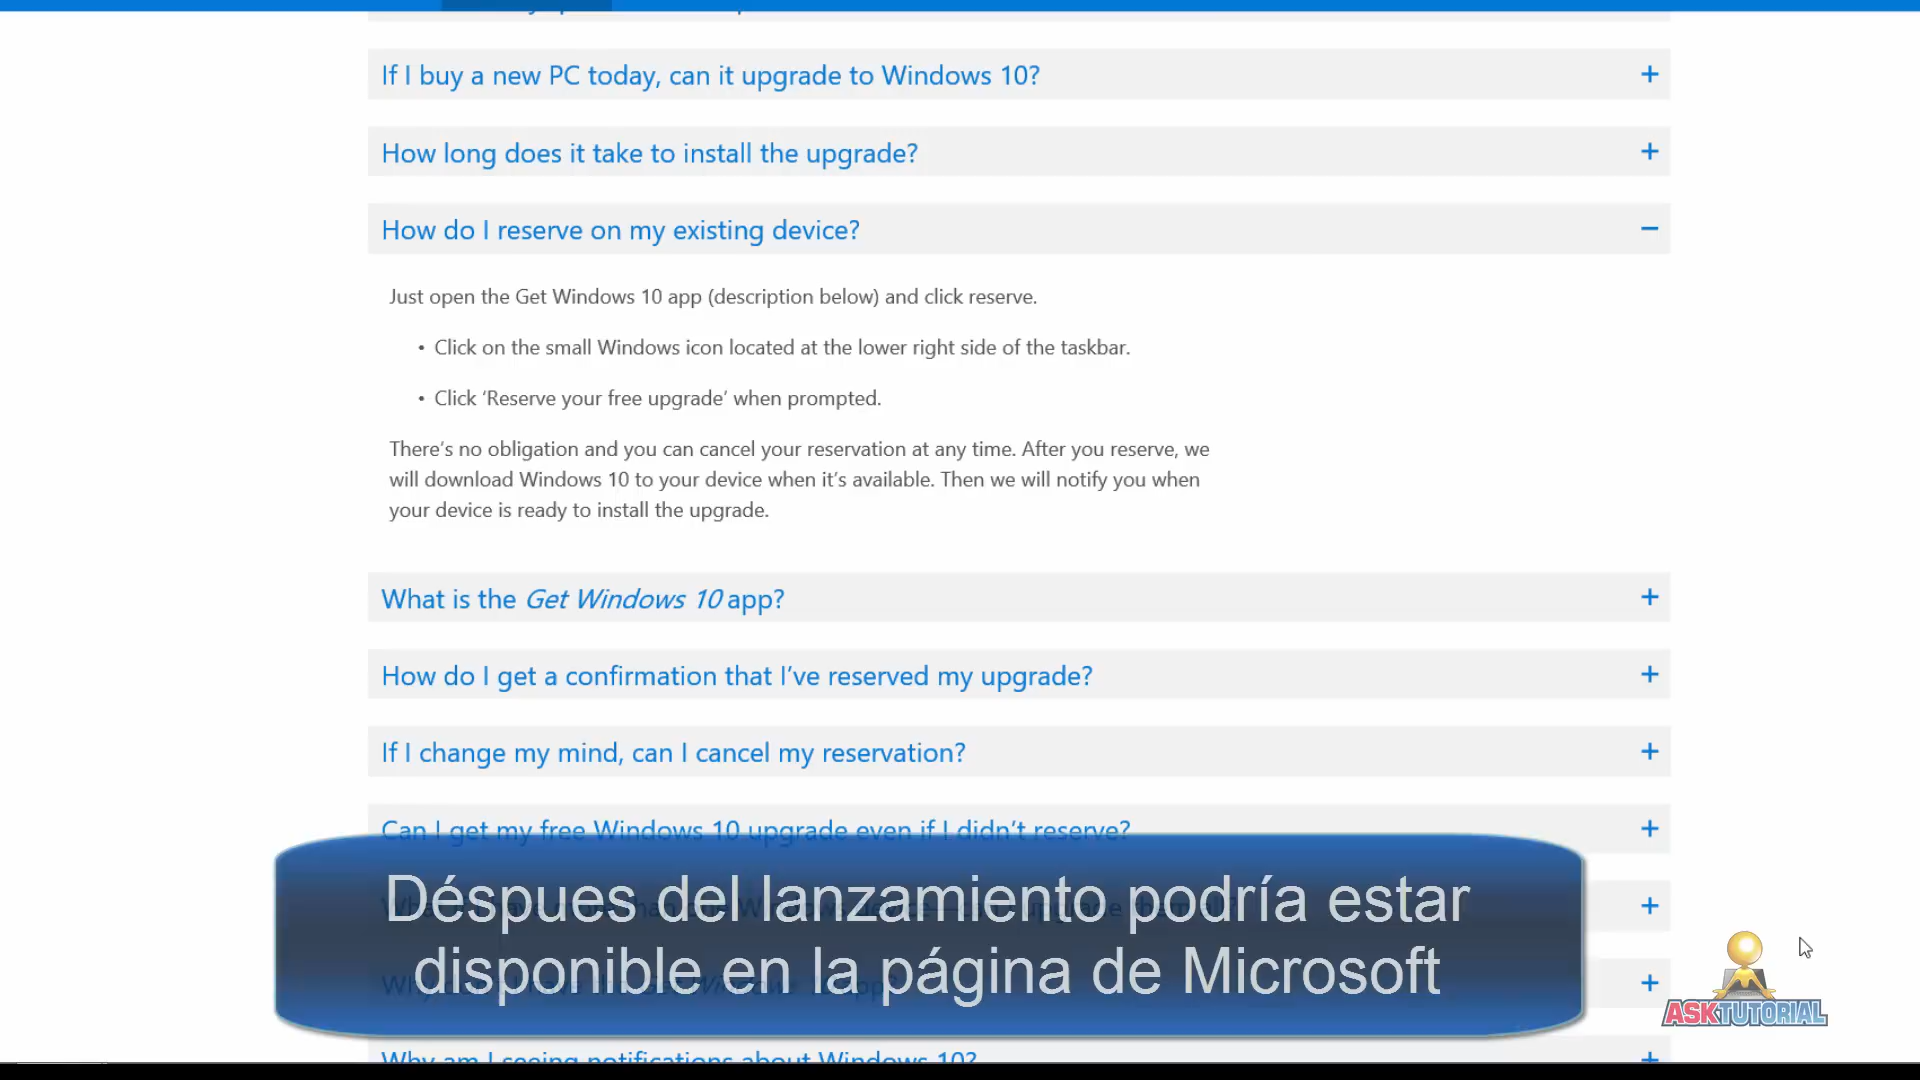 If I buy a new PC today, can it upgrade to Windows 10?
How long does it take to install the upgrade?
How do I reserve on my existing device?
Just open the Get Windows 10 app (description below) and click reserve.
• Click on the small Windows icon located at the lower right side of the taskbar.
• Click ‘Reserve your free upgrade’ when prompted.
There's no obligation and you can cancel your reservation at any time. After you reserve, we
will download Windows 10 to your device when it's available. Then we will notify you when
your device is ready to install the upgrade.
What is the Get Windows 10 app?
How do I get a confirmation that I've reserved my upgrade?
If I change my mind, can I cancel my reservation?
Can I get my free Windows 10 upgrade even if I didn't reserve?
Déspues del lanzamiento podría estar
disponible en la página de Microsoft
ASKTUTORIAL
Why am I seeing notifications about Windows 10?